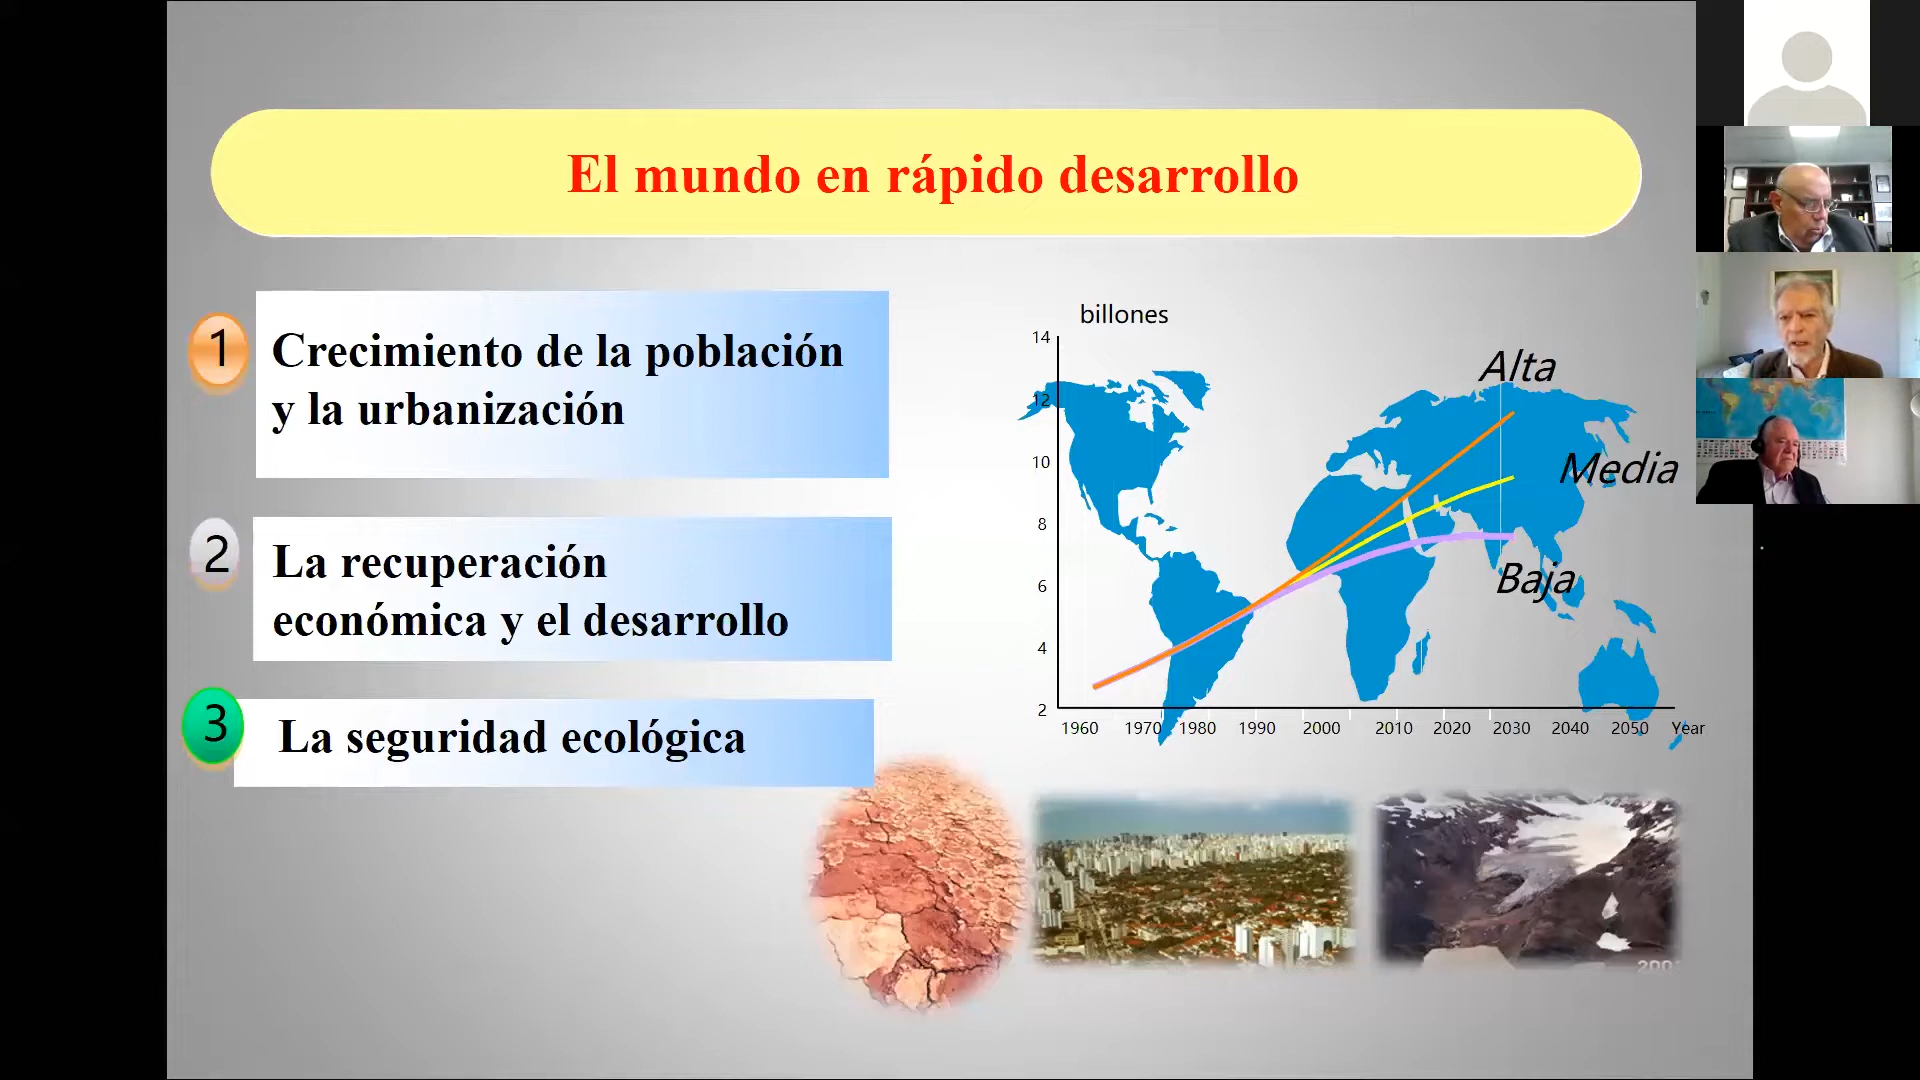 El mundo en rápido desarrollo
1
Crecimiento de la población
y la urbanización
2
La recuperación
económica y el desarrollo
3
La seguridad ecológica
billones
14
12
10
8
6
4
2
Alta
Media
Baja
1960 1970 1980 1990 2000 2010 2020 2030 2040 2050 Year